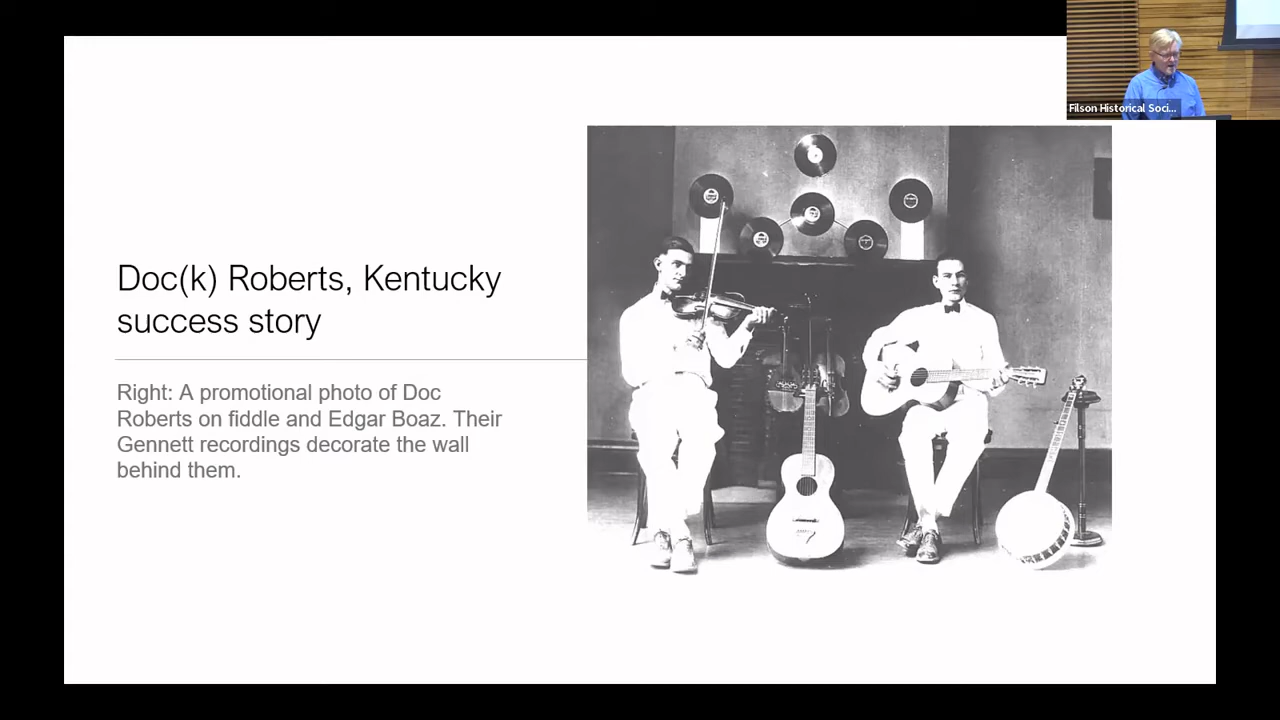 Filson Historical Soci...
Doc(k) Roberts, Kentucky
success story
Right: A promotional photo of Doc
Roberts on fiddle and Edgar Boaz. Their
Gennett recordings decorate the wall
behind them.